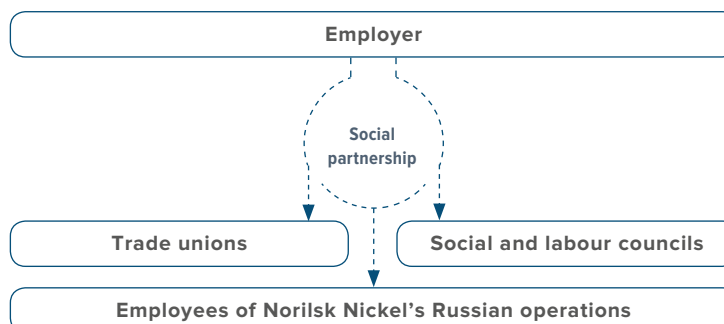 Employer
Social
partnership
Trade unions
Social and labour councils
Employees of Norilsk Nickel’s Russian operations